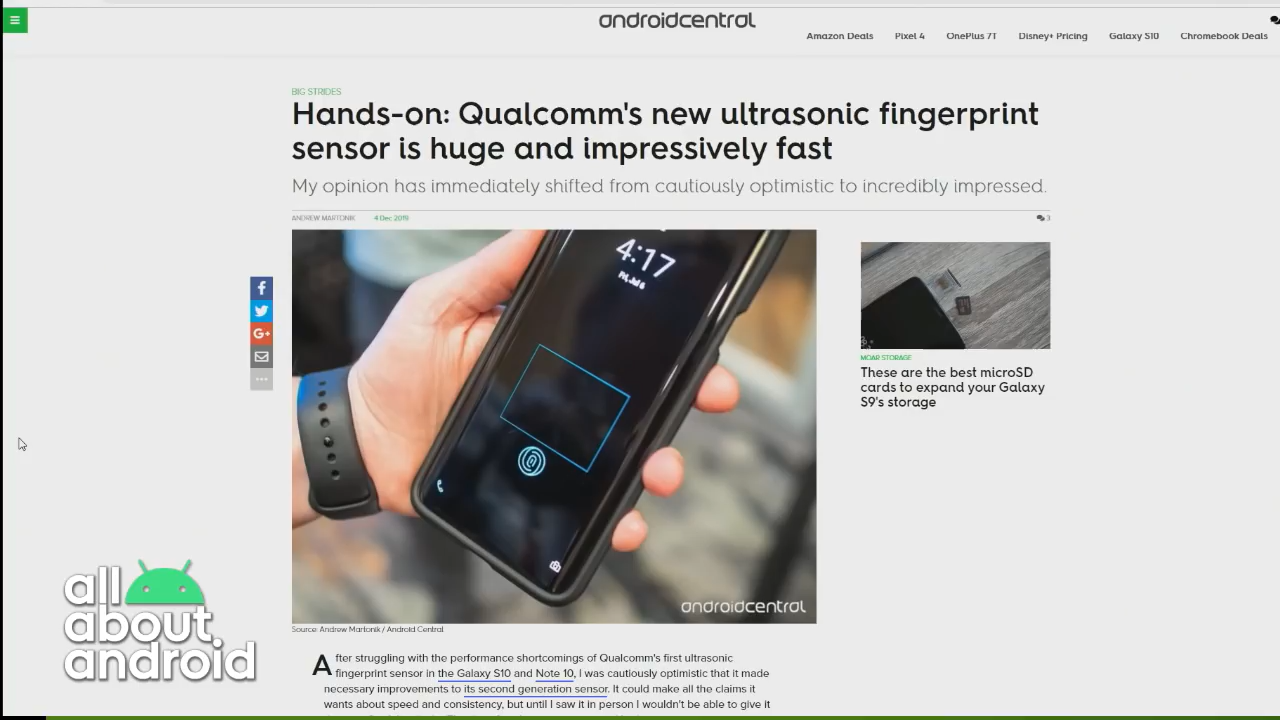 androidcentral
Amazon Deals Pixel 4 OnePlus 7T Disney+ Pricing Galaxy S10 Chromebook Deals
BIG STRIDES
Hands-on: Qualcomm's new ultrasonic fingerprint
sensor is huge and impressively fast
My opinion has immediately shifted from cautiously optimistic to incredibly impressed.
ANDREW MARTONIK 4 Dec 2019 3
4:17
Fri, Jul 6
androidcentral
Source: Andrew Martonik / Android Central
MOAR STORAGE
These are the best microSD
cards to expand your Galaxy
S9's storage
After struggling with the performance shortcomings of Qualcomm's first ultrasonic
fingerprint sensor in the Galaxy S10 and Note 10, I was cautiously optimistic that it made
necessary improvements to its second generation sensor. It could make all the claims it
wants about speed and consistency, but until I saw it in person I wouldn't be able to give it
all
about
android